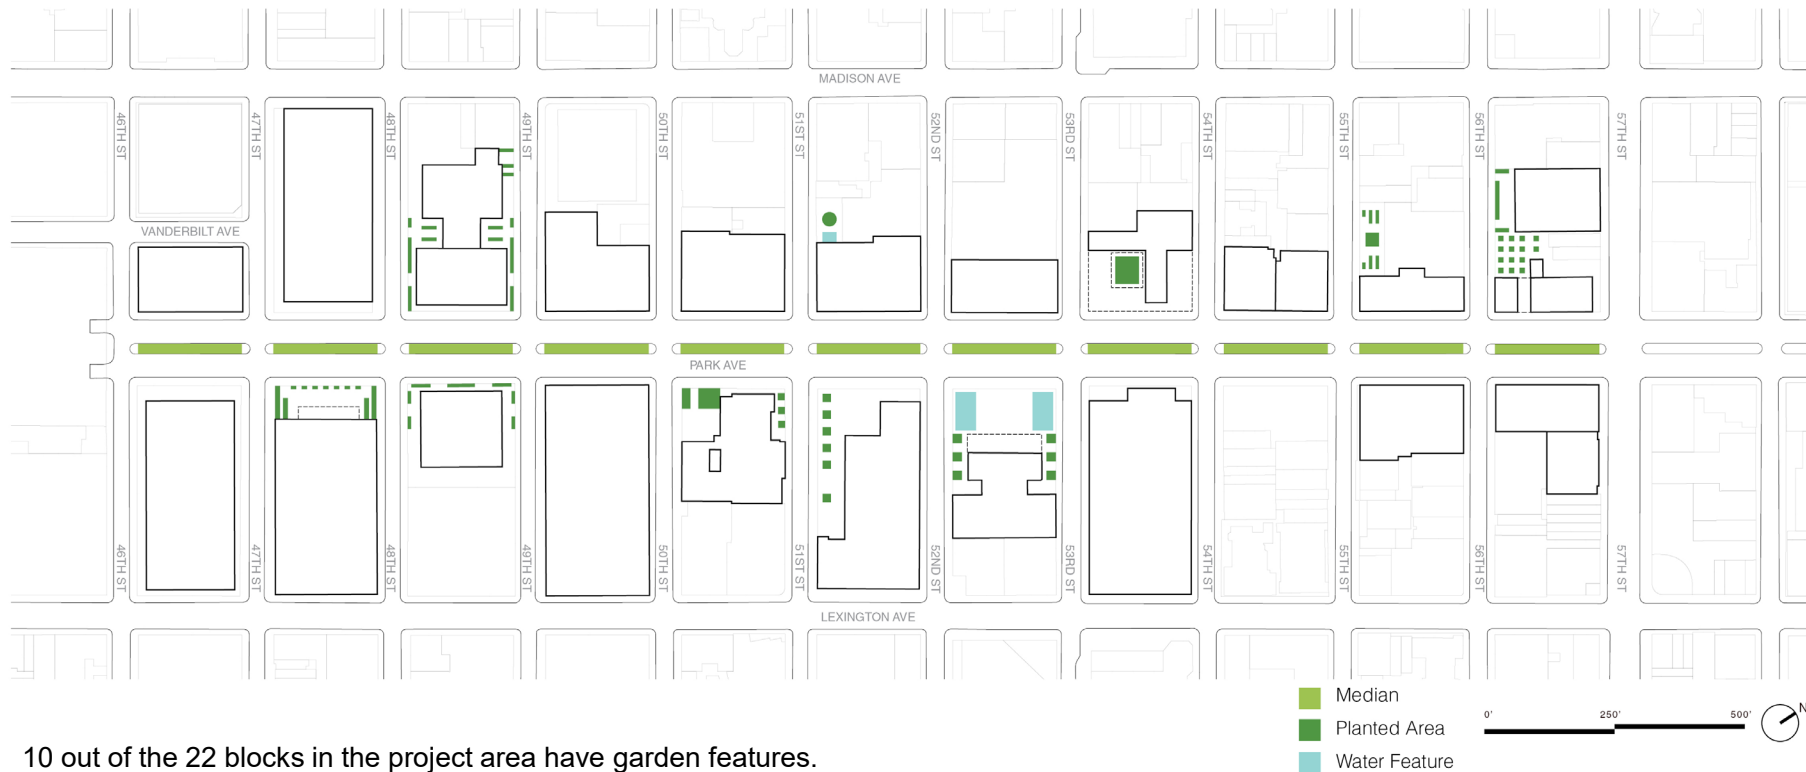 MADISON AVE
46TH ST
47TH ST
48TH ST
49TH ST
50TH ST
51ST ST
52ND ST
53RD ST
54TH ST
55TH ST
56TH ST
57TH ST
VANDERBILT AVE
PARK AVE
46TH ST
47TH ST
48TH ST
49TH ST
50TH ST
51ST ST
52ND ST
53RD ST
54TH ST
55TH ST
56TH ST
57TH ST
LEXINGTON AVE
Median
Planted Area
Water Feature
0' 250' 500'
N
10 out of the 22 blocks in the project area have garden features.